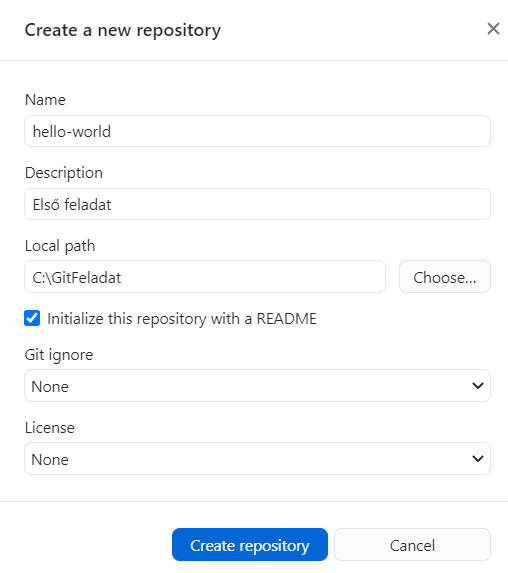 Create a new repository
Name
hello-world
Description
Első feladat
Local path
C:\GitFeladat
Choose...
Initialize this repository with a README
Git ignore
None
License
None
Create repository
Cancel